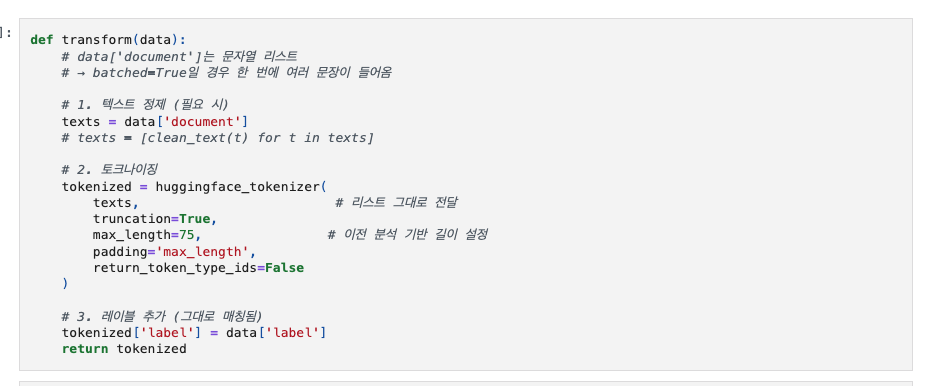 ]:
def transform(data):
    # data['document']는 문자열 리스트
    # → batched=True일 경우 한 번에 여러 문장이 들어옴

    # 1. 텍스트 정제 (필요 시)
    texts = data['document']
    # texts = [clean_text(t) for t in texts]

    # 2. 토크나이징
    tokenized = huggingface_tokenizer(
        texts,                         # 리스트 그대로 전달
        truncation=True,
        max_length=75,                # 이전 분석 기반 길이 설정
        padding='max_length',
        return_token_type_ids=False
    )

    # 3. 레이블 추가 (그대로 매칭됨)
    tokenized['label'] = data['label']
    return tokenized